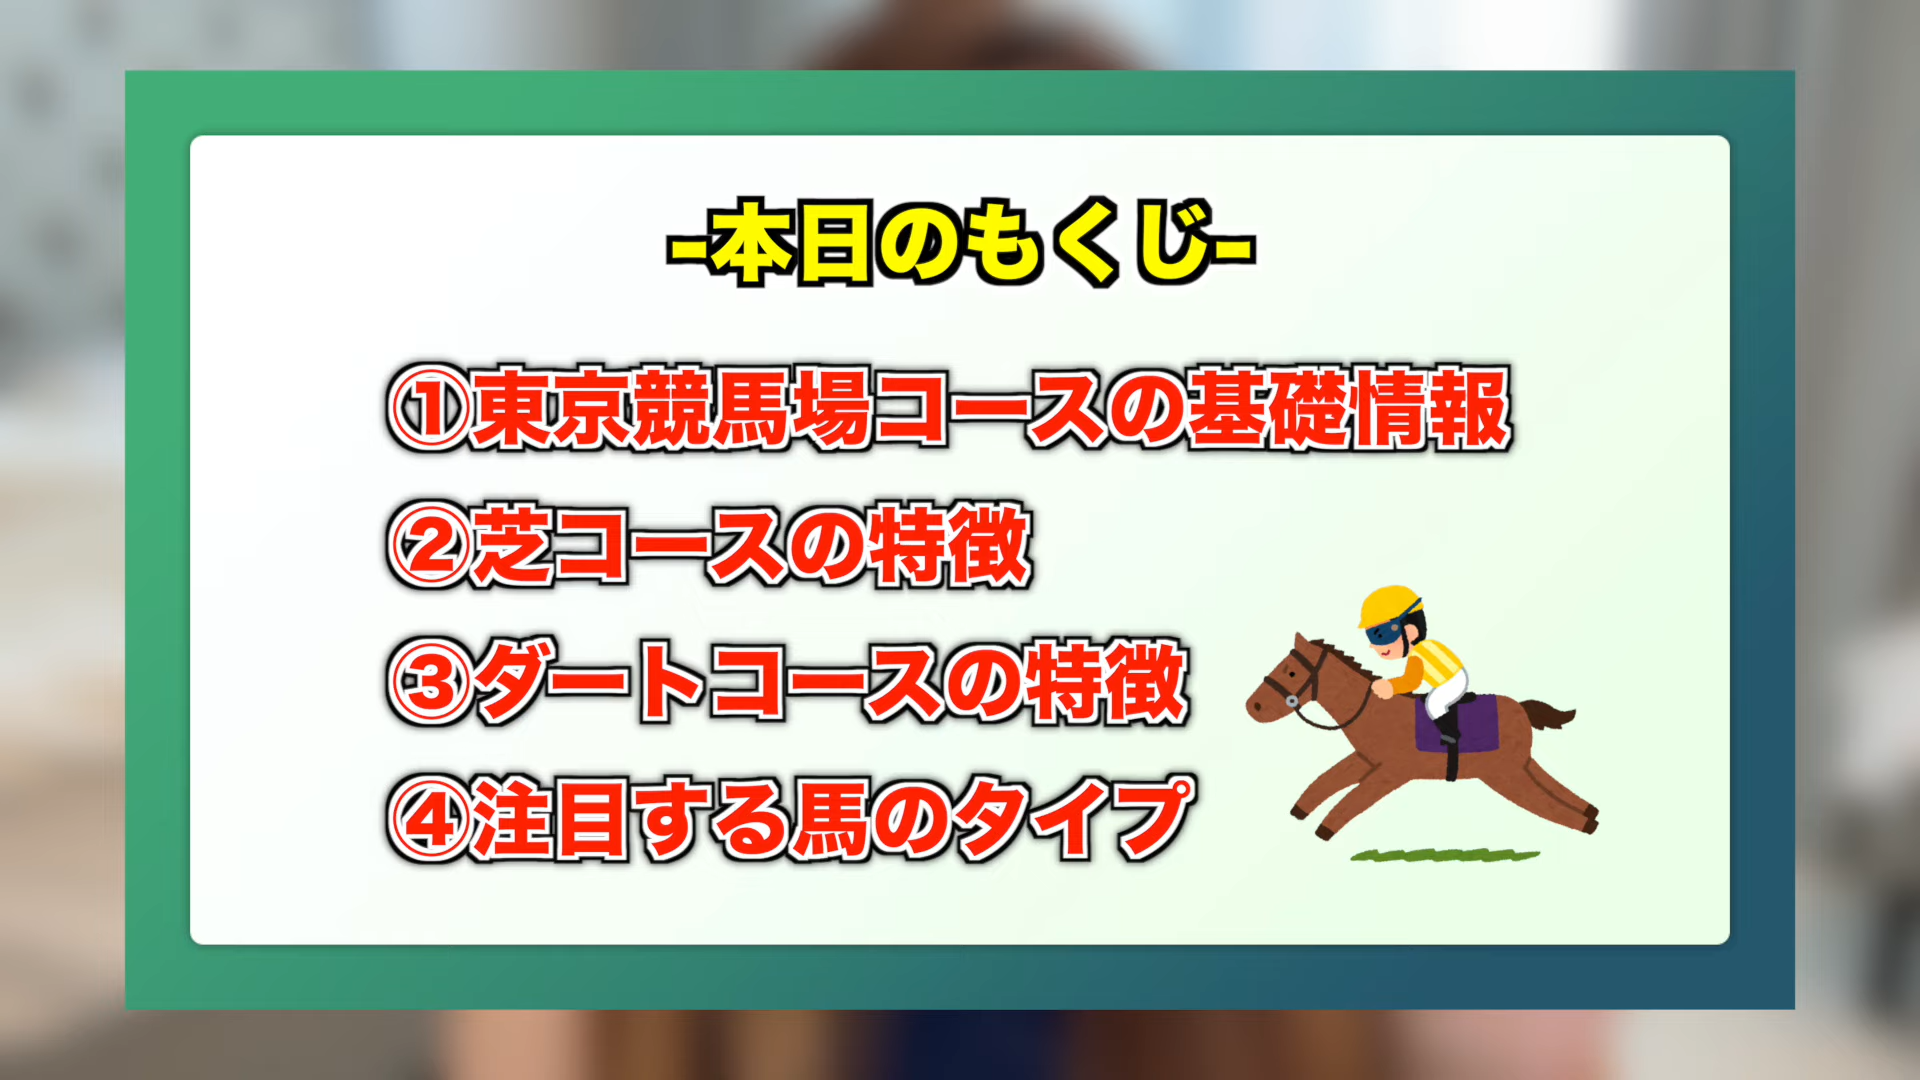 -本日のもくじ-
①東京競馬場コースの基礎情報
②芝コースの特徴
③ダートコースの特徴
④注目する馬のタイプ